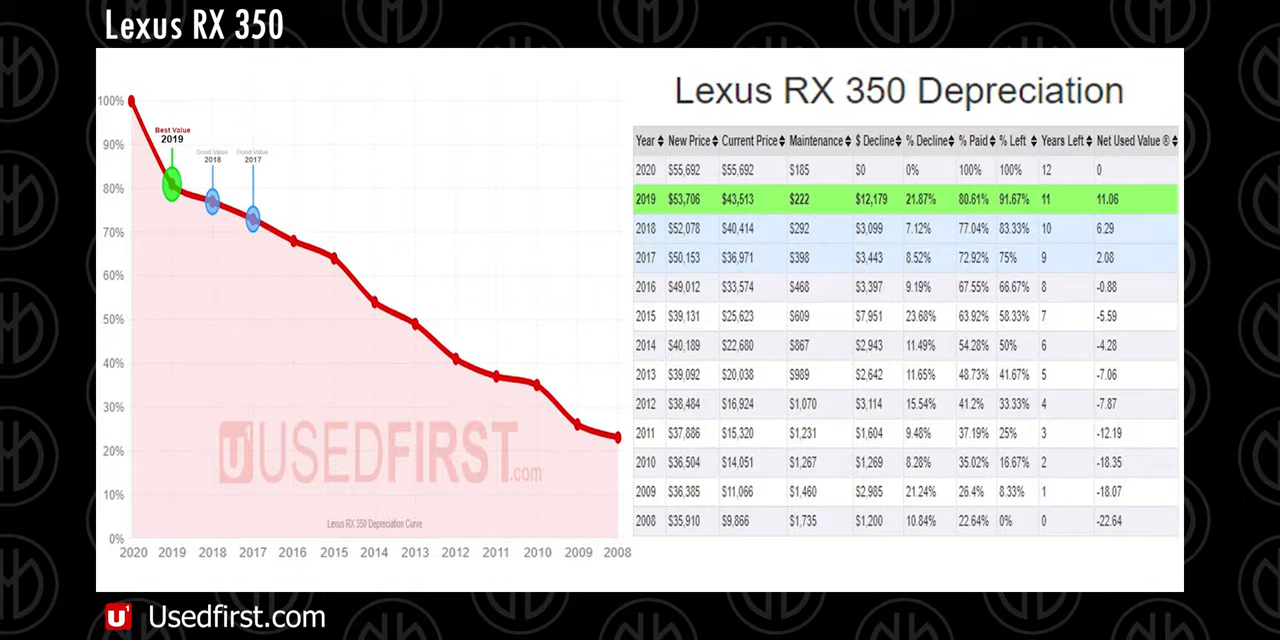 Lexus RX 350
Lexus RX 350 Depreciation
100%
90%
80%
70%
60%
50%
40%
30%
20%
10%
0%
Best Value
2019
Good Value
2018
Good Value
2017
U1 USEDFIRST.com
Lexus RX 350 Depreciation Curve
2020 2019 2018 2017 2016 2015 2014 2013 2012 2011 2010 2009 2008
Year New Price Current Price Maintenance $ Decline % Decline % Paid % Left Years Left Net Used Value ®
2020 $55,692 $55,692 $185 $0 0% 100% 100% 12 0
2019 $53,706 $43,513 $222 $12,179 21.87% 80.61% 91.67% 11 11.06
2018 $52,078 $40,414 $292 $3,099 7.12% 77.04% 83.33% 10 6.29
2017 $50,153 $36,971 $398 $3,443 8.52% 72.92% 75% 9 2.08
2016 $49,012 $33,574 $468 $3,397 9.19% 67.55% 66.67% 8 -0.88
2015 $39,131 $25,623 $609 $7,951 23.68% 63.92% 58.33% 7 -5.59
2014 $40,189 $22,680 $867 $2,943 11.49% 54.28% 50% 6 -4.28
2013 $39,092 $20,038 $989 $2,642 11.65% 48.73% 41.67% 5 -7.06
2012 $38,484 $16,924 $1,070 $3,114 15.54% 41.2% 33.33% 4 -7.87
2011 $37,886 $15,320 $1,231 $1,604 9.48% 37.19% 25% 3 -12.19
2010 $36,504 $14,051 $1,267 $1,269 8.28% 35.02% 16.67% 2 -18.35
2009 $36,385 $11,066 $1,460 $2,985 21.24% 26.4% 8.33% 1 -18.07
2008 $35,910 $9,866 $1,735 $1,200 10.84% 22.64% 0% 0 -22.64
U1 Usedfirst.com